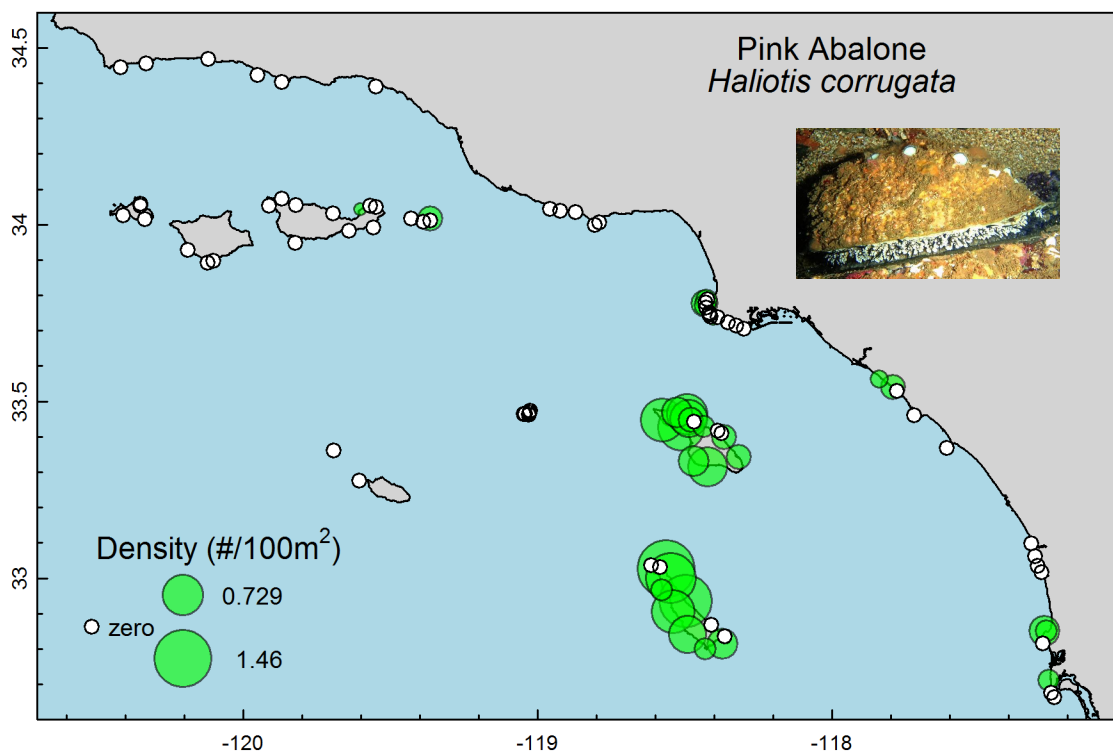 Pink Abalone
Haliotis corrugata
34.5
34
33.5
33
Density (#/100m²)
0.729
zero
1.46
-120
-119
-118